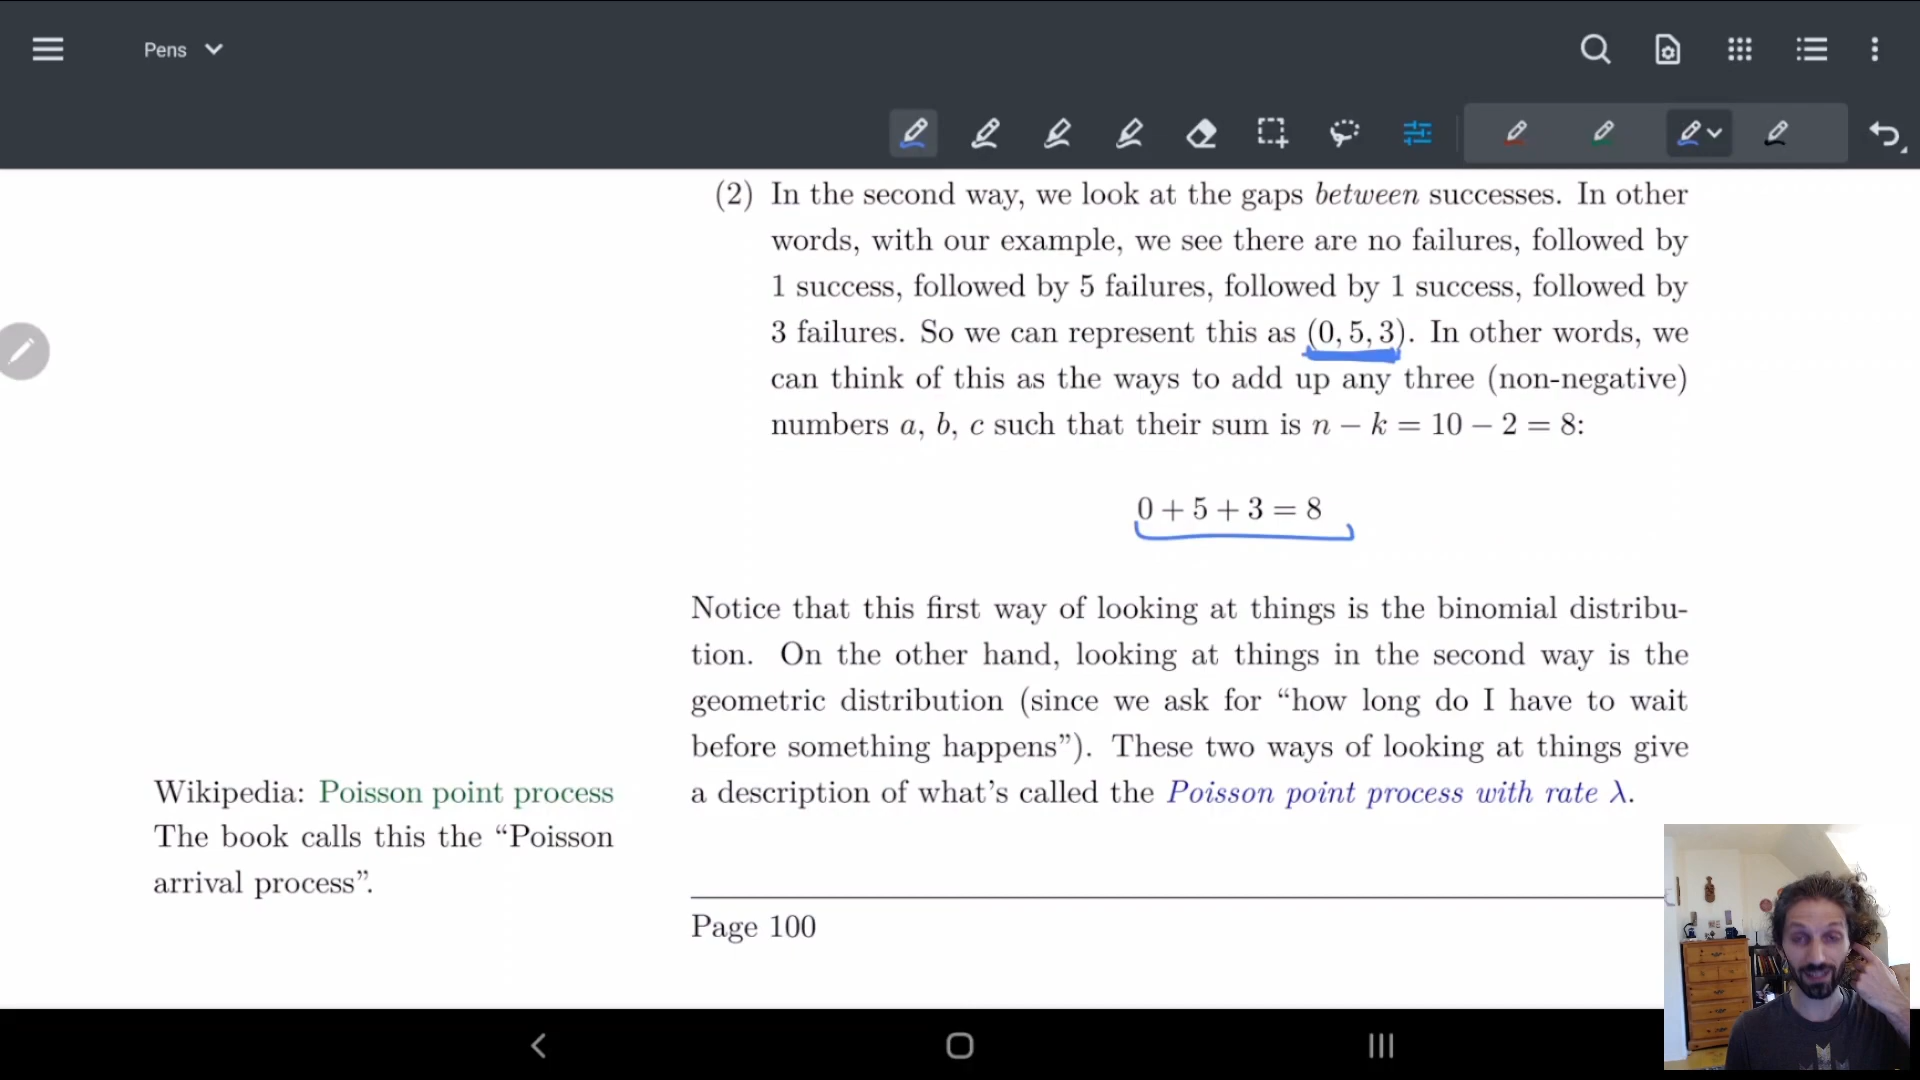 Pens
(2) In the second way, we look at the gaps between successes. In other
words, with our example, we see there are no failures, followed by
1 success, followed by 5 failures, followed by 1 success, followed by
3 failures. So we can represent this as (0, 5, 3). In other words, we
can think of this as the ways to add up any three (non-negative)
numbers a, b, c such that their sum is n − k = 10 − 2 = 8:
0 + 5 + 3 = 8
Notice that this first way of looking at things is the binomial distribu-
tion. On the other hand, looking at things in the second way is the
geometric distribution (since we ask for “how long do I have to wait
before something happens”). These two ways of looking at things give
a description of what’s called the Poisson point process with rate λ.
Wikipedia: Poisson point process
The book calls this the “Poisson
arrival process”.
Page 100